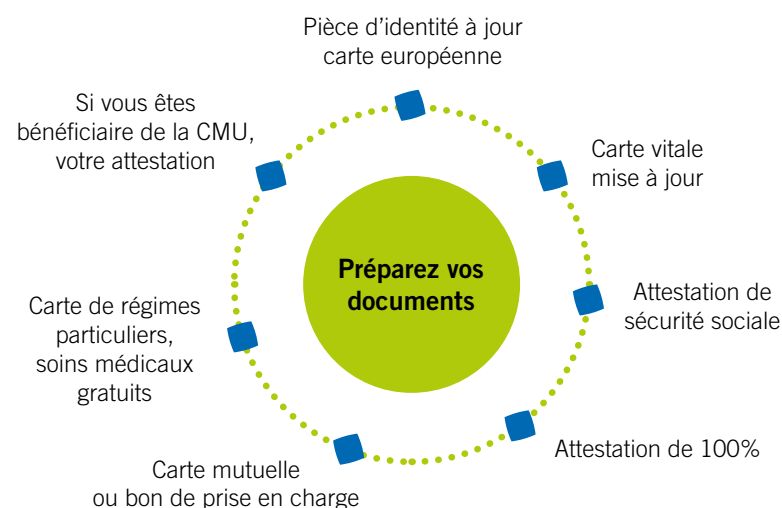 Pièce d’identité à jour
carte européenne
Carte vitale
mise à jour
Attestation de
sécurité sociale
Attestation de 100%
Carte mutuelle
ou bon de prise en charge
Carte de régimes
particuliers,
soins médicaux
gratuits
Si vous êtes
bénéficiaire de la CMU,
votre attestation
Préparez vos
documents